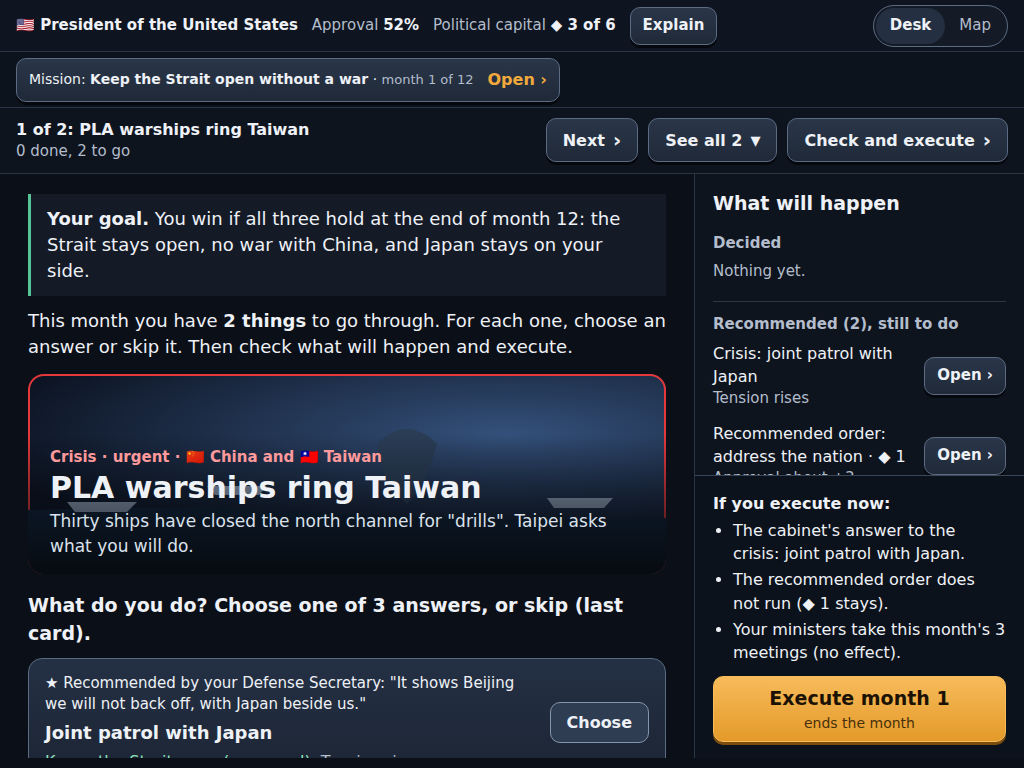 🇺🇸 President of the United States Approval 52% Political capital ◆ 3 of 6 Explain Desk Map
Mission: Keep the Strait open without a war · month 1 of 12 Open ›
1 of 2: PLA warships ring Taiwan
0 done, 2 to go
Next ›
See all 2 ▼
Check and execute ›
Your goal. You win if all three hold at the end of month 12: the
Strait stays open, no war with China, and Japan stays on your
side.
This month you have 2 things to go through. For each one, choose an
answer or skip it. Then check what will happen and execute.
Crisis · urgent · 🇨🇳 China and 🇹🇼 Taiwan
PLA warships ring Taiwan
Thirty ships have closed the north channel for "drills". Taipei asks
what you will do.
What do you do? Choose one of 3 answers, or skip (last
card).
★ Recommended by your Defense Secretary: "It shows Beijing
we will not back off, with Japan beside us."
Joint patrol with Japan
Choose
What will happen
Decided
Nothing yet.
Recommended (2), still to do
Crisis: joint patrol with
Japan
Tension rises
Open ›
Recommended order:
address the nation · ◆ 1
Open ›
If you execute now:
• The cabinet's answer to the
crisis: joint patrol with Japan.
• The recommended order does
not run (◆ 1 stays).
• Your ministers take this month's 3
meetings (no effect).
Execute month 1
ends the month